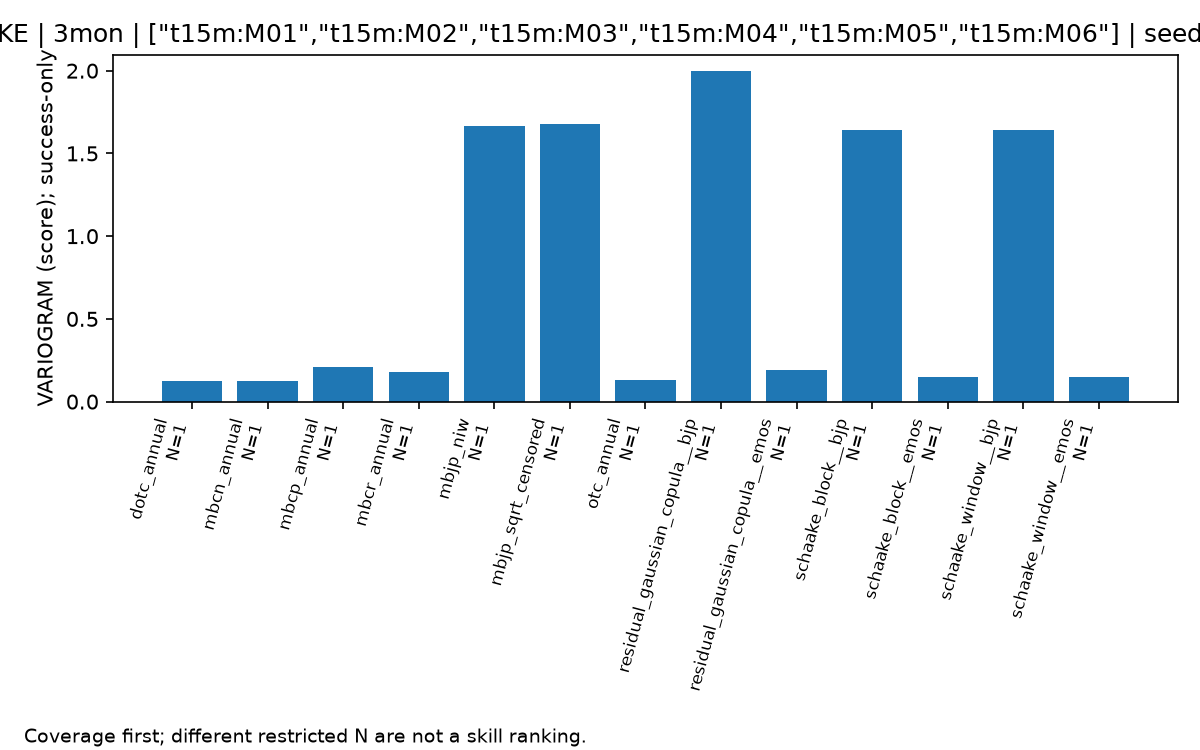 KE | 3mon | ["t15m:M01","t15m:M02","t15m:M03","t15m:M04","t15m:M05","t15m:M06"] | seed
VARIOGRAM (score); success-only
2.0
1.5
1.0
0.5
0.0
dotc_annual
N=1
mbcn_annual
N=1
mbcp_annual
N=1
mbcr_annual
N=1
mbjp_niw
N=1
mbjp_sqrt_censored
N=1
otc_annual
N=1
residual_gaussian_copula__bjp
N=1
residual_gaussian_copula__emos
N=1
schaake_block__bjp
N=1
schaake_block__emos
N=1
schaake_window__bjp
N=1
schaake_window__emos
N=1
Coverage first; different restricted N are not a skill ranking.